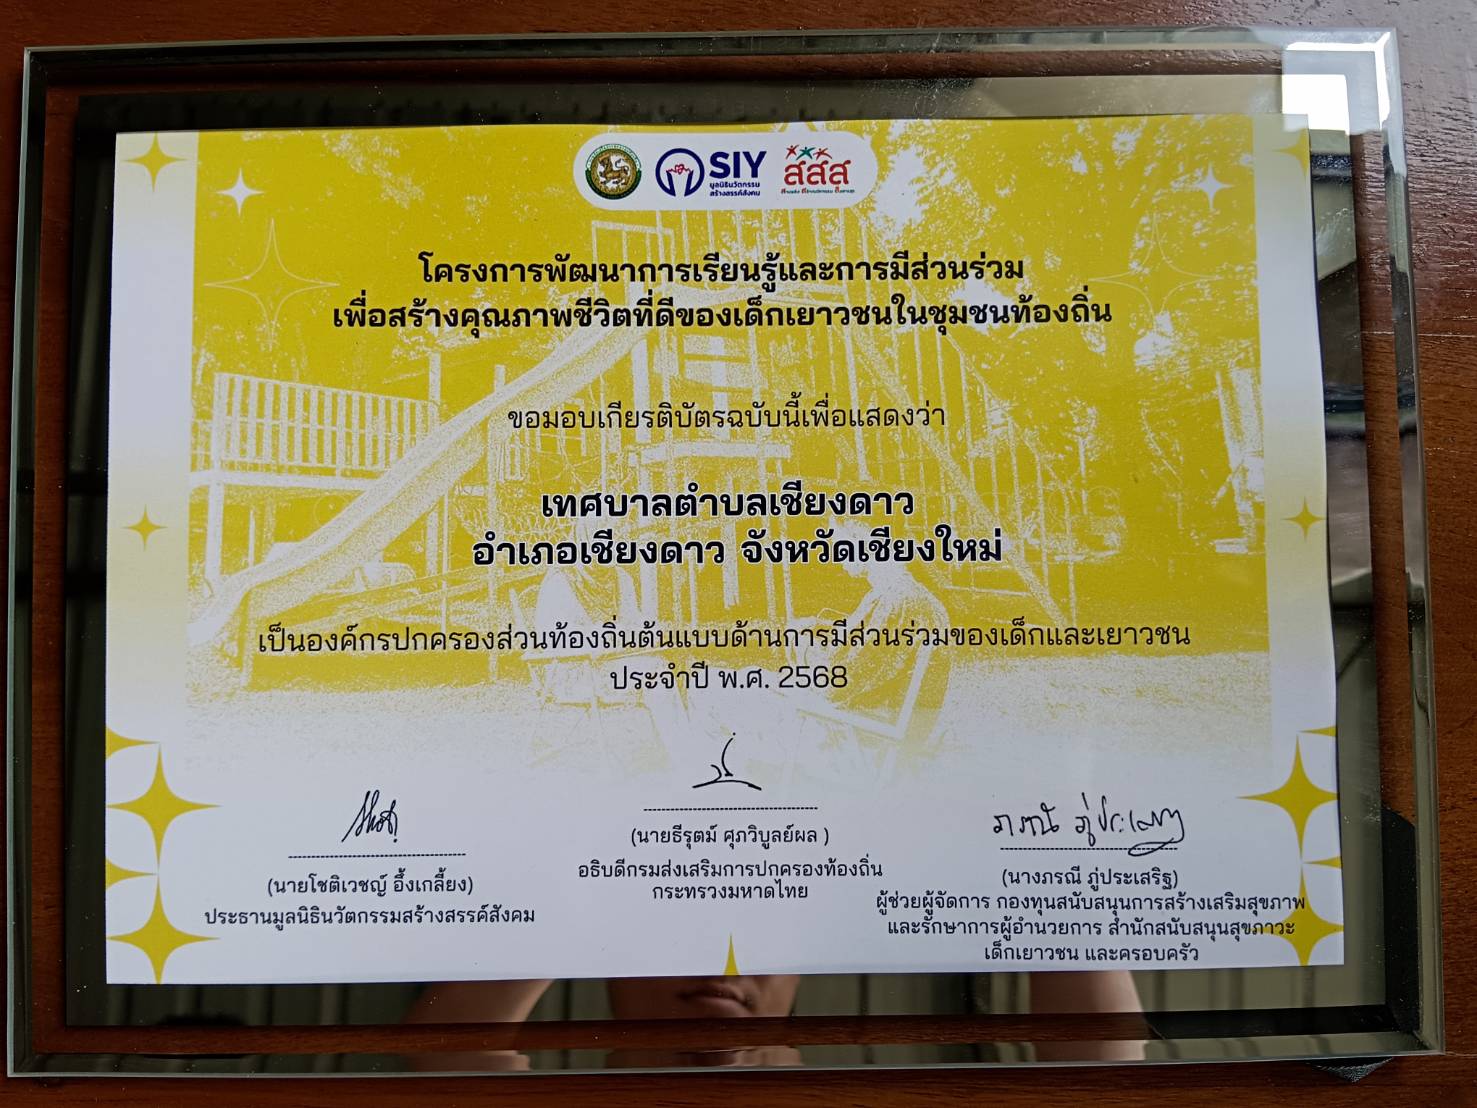 SIY
มูลนิธินวัตกรรม
สร้างสรรค์สังคม
สสส
โครงการพัฒนาการเรียนรู้และการมีส่วนร่วม
เพื่อสร้างคุณภาพชีวิตที่ดีของเด็กเยาวชนในชุมชนท้องถิ่น
ขอมอบเกียรติบัตรฉบับนี้เพื่อแสดงว่า
เทศบาลตำบลเชียงดาว
อำเภอเชียงดาว จังหวัดเชียงใหม่
เป็นองค์กรปกครองส่วนท้องถิ่นต้นแบบด้านการมีส่วนร่วมของเด็กและเยาวชน
ประจำปี พ.ศ. 2568
(นายโชติเวชญ์ อึ้งเกลี้ยง)
ประธานมูลนิธินวัตกรรมสร้างสรรค์สังคม
(นายธีรุตม์ ศุภวิบูลย์ผล )
อธิบดีกรมส่งเสริมการปกครองท้องถิ่น
กระทรวงมหาดไทย
ภรณี ภู่ประเสริฐ
(นางภรณี ภู่ประเสริฐ)
ผู้ช่วยผู้จัดการ กองทุนสนับสนุนการสร้างเสริมสุขภาพ
และรักษาการผู้อำนวยการ สำนักสนับสนุนสุขภาวะ
เด็กเยาวชน และครอบครัว